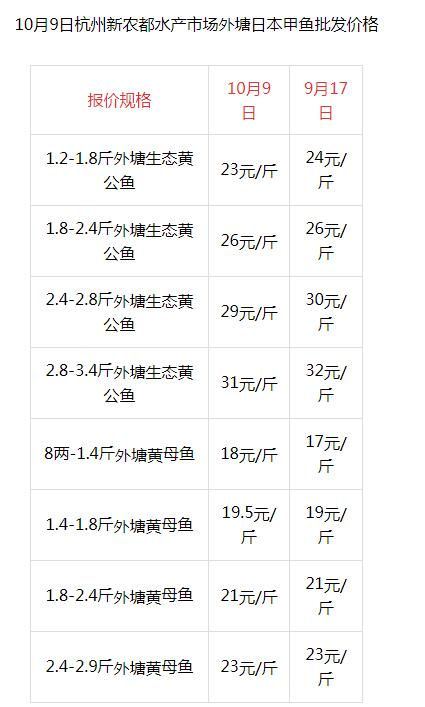 10月9日杭州新农都水产市场外塘日本甲鱼批发价格
报价规格
10月9
日
9月17
日
1.2-1.8斤外塘生态黄
公鱼
23元/斤
24元/
斤
1.8-2.4斤外塘生态黄
公鱼
26元/斤
26元/
斤
2.4-2.8斤外塘生态黄
公鱼
29元/斤
30元/
斤
2.8-3.4斤外塘生态黄
公鱼
31元/斤
32元/
斤
8两-1.4斤外塘黄母鱼
18元/斤
17元/
斤
1.4-1.8斤外塘黄母鱼
19.5元/
斤
19元/
斤
1.8-2.4斤外塘黄母鱼
21元/斤
21元/
斤
2.4-2.9斤外塘黄母鱼
23元/斤
23元/
斤